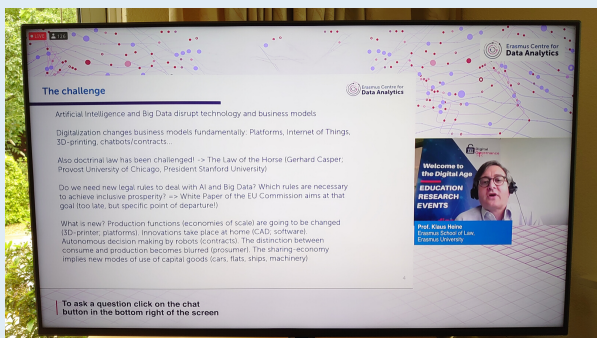 LIVE 126
Erasmus Centre for
Data Analytics
The challenge
Erasmus Centre for
Data Analytics
Artificial Intelligence and Big Data disrupt technology and business models
Digitalization changes business models fundamentally: Platforms, Internet of Things,
3D-printing, chatbots/contracts...
Also doctrinal law has been challenged! -> The Law of the Horse (Gerhard Casper;
Provost University of Chicago, President Stanford University)
Do we need new legal rules to deal with AI and Big Data? Which rules are necessary
to achieve inclusive prosperity? => White Paper of the EU Commission aims at that
goal (too late, but specific point of departure!)
What is new? Production functions (economies of scale) are going to be changed
(3D-printer; platforms). Innovations take place at home (CAD; software).
Autonomous decision making by robots (contracts). The distinction between
consume and production becomes blurred (prosumer). The sharing-economy
implies new modes of use of capital goods (cars, flats, ships, machinery)
Welcome to
the Digital Age
EDUCATION
RESEARCH
EVENTS
Prof. Klaus Heine
Erasmus School of Law,
Erasmus University
To ask a question click on the chat
button in the bottom right of the screen